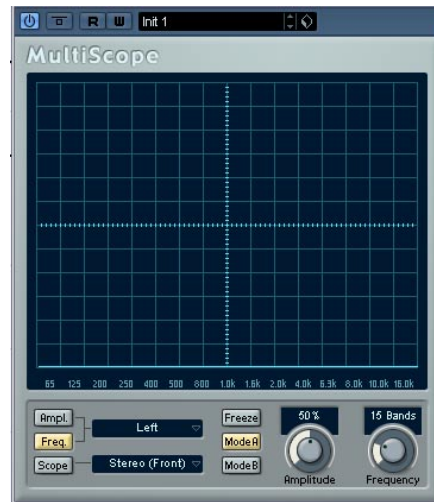 R W Init 1
MultiScope
65 125 200 250 400 500 800 1.0k 1.6k 2.0k 4.0k 6.3k 8.0k 10.0k 16.0k
Ampl. Freeze 50% 15 Bands
Left
Freq. Mode A
Scope Stereo (Front) Mode B
Amplitude Frequency